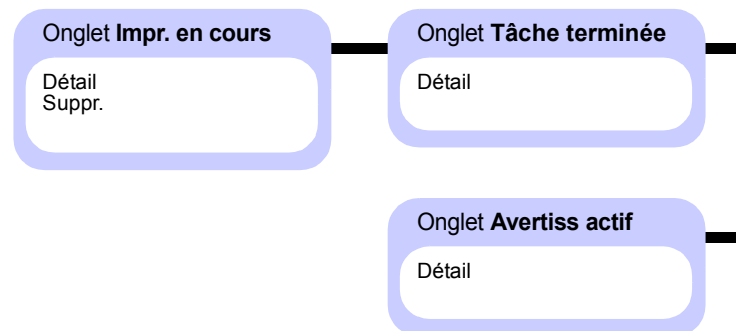 Onglet Impr. en cours
Détail
Suppr.
Onglet Tâche terminée
Détail
Onglet Avertiss actif
Détail